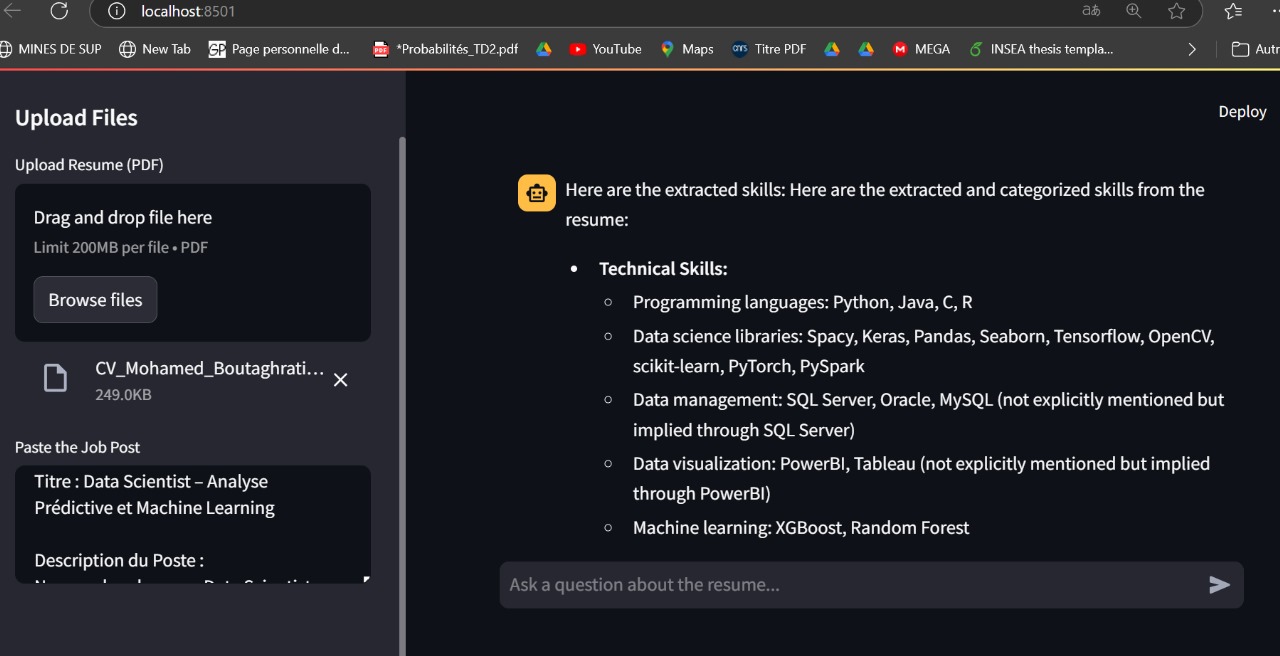 localhost:8501
aあ
MINES DE SUP
New Tab
Page personnelle d...
*Probabilités_TD2.pdf
YouTube
Maps
Titre PDF
MEGA
INSEA thesis templa...
Autr
Upload Files
Upload Resume (PDF)
Drag and drop file here
Limit 200MB per file • PDF
Browse files
CV_Mohamed_Boutaghrati...
249.0KB
Paste the Job Post
Titre : Data Scientist – Analyse
Prédictive et Machine Learning
Description du Poste :
Deploy
Here are the extracted skills: Here are the extracted and categorized skills from the
resume:
• Technical Skills:
○ Programming languages: Python, Java, C, R
○ Data science libraries: Spacy, Keras, Pandas, Seaborn, Tensorflow, OpenCV,
scikit-learn, PyTorch, PySpark
○ Data management: SQL Server, Oracle, MySQL (not explicitly mentioned but
implied through SQL Server)
○ Data visualization: PowerBI, Tableau (not explicitly mentioned but implied
through PowerBI)
○ Machine learning: XGBoost, Random Forest
Ask a question about the resume...